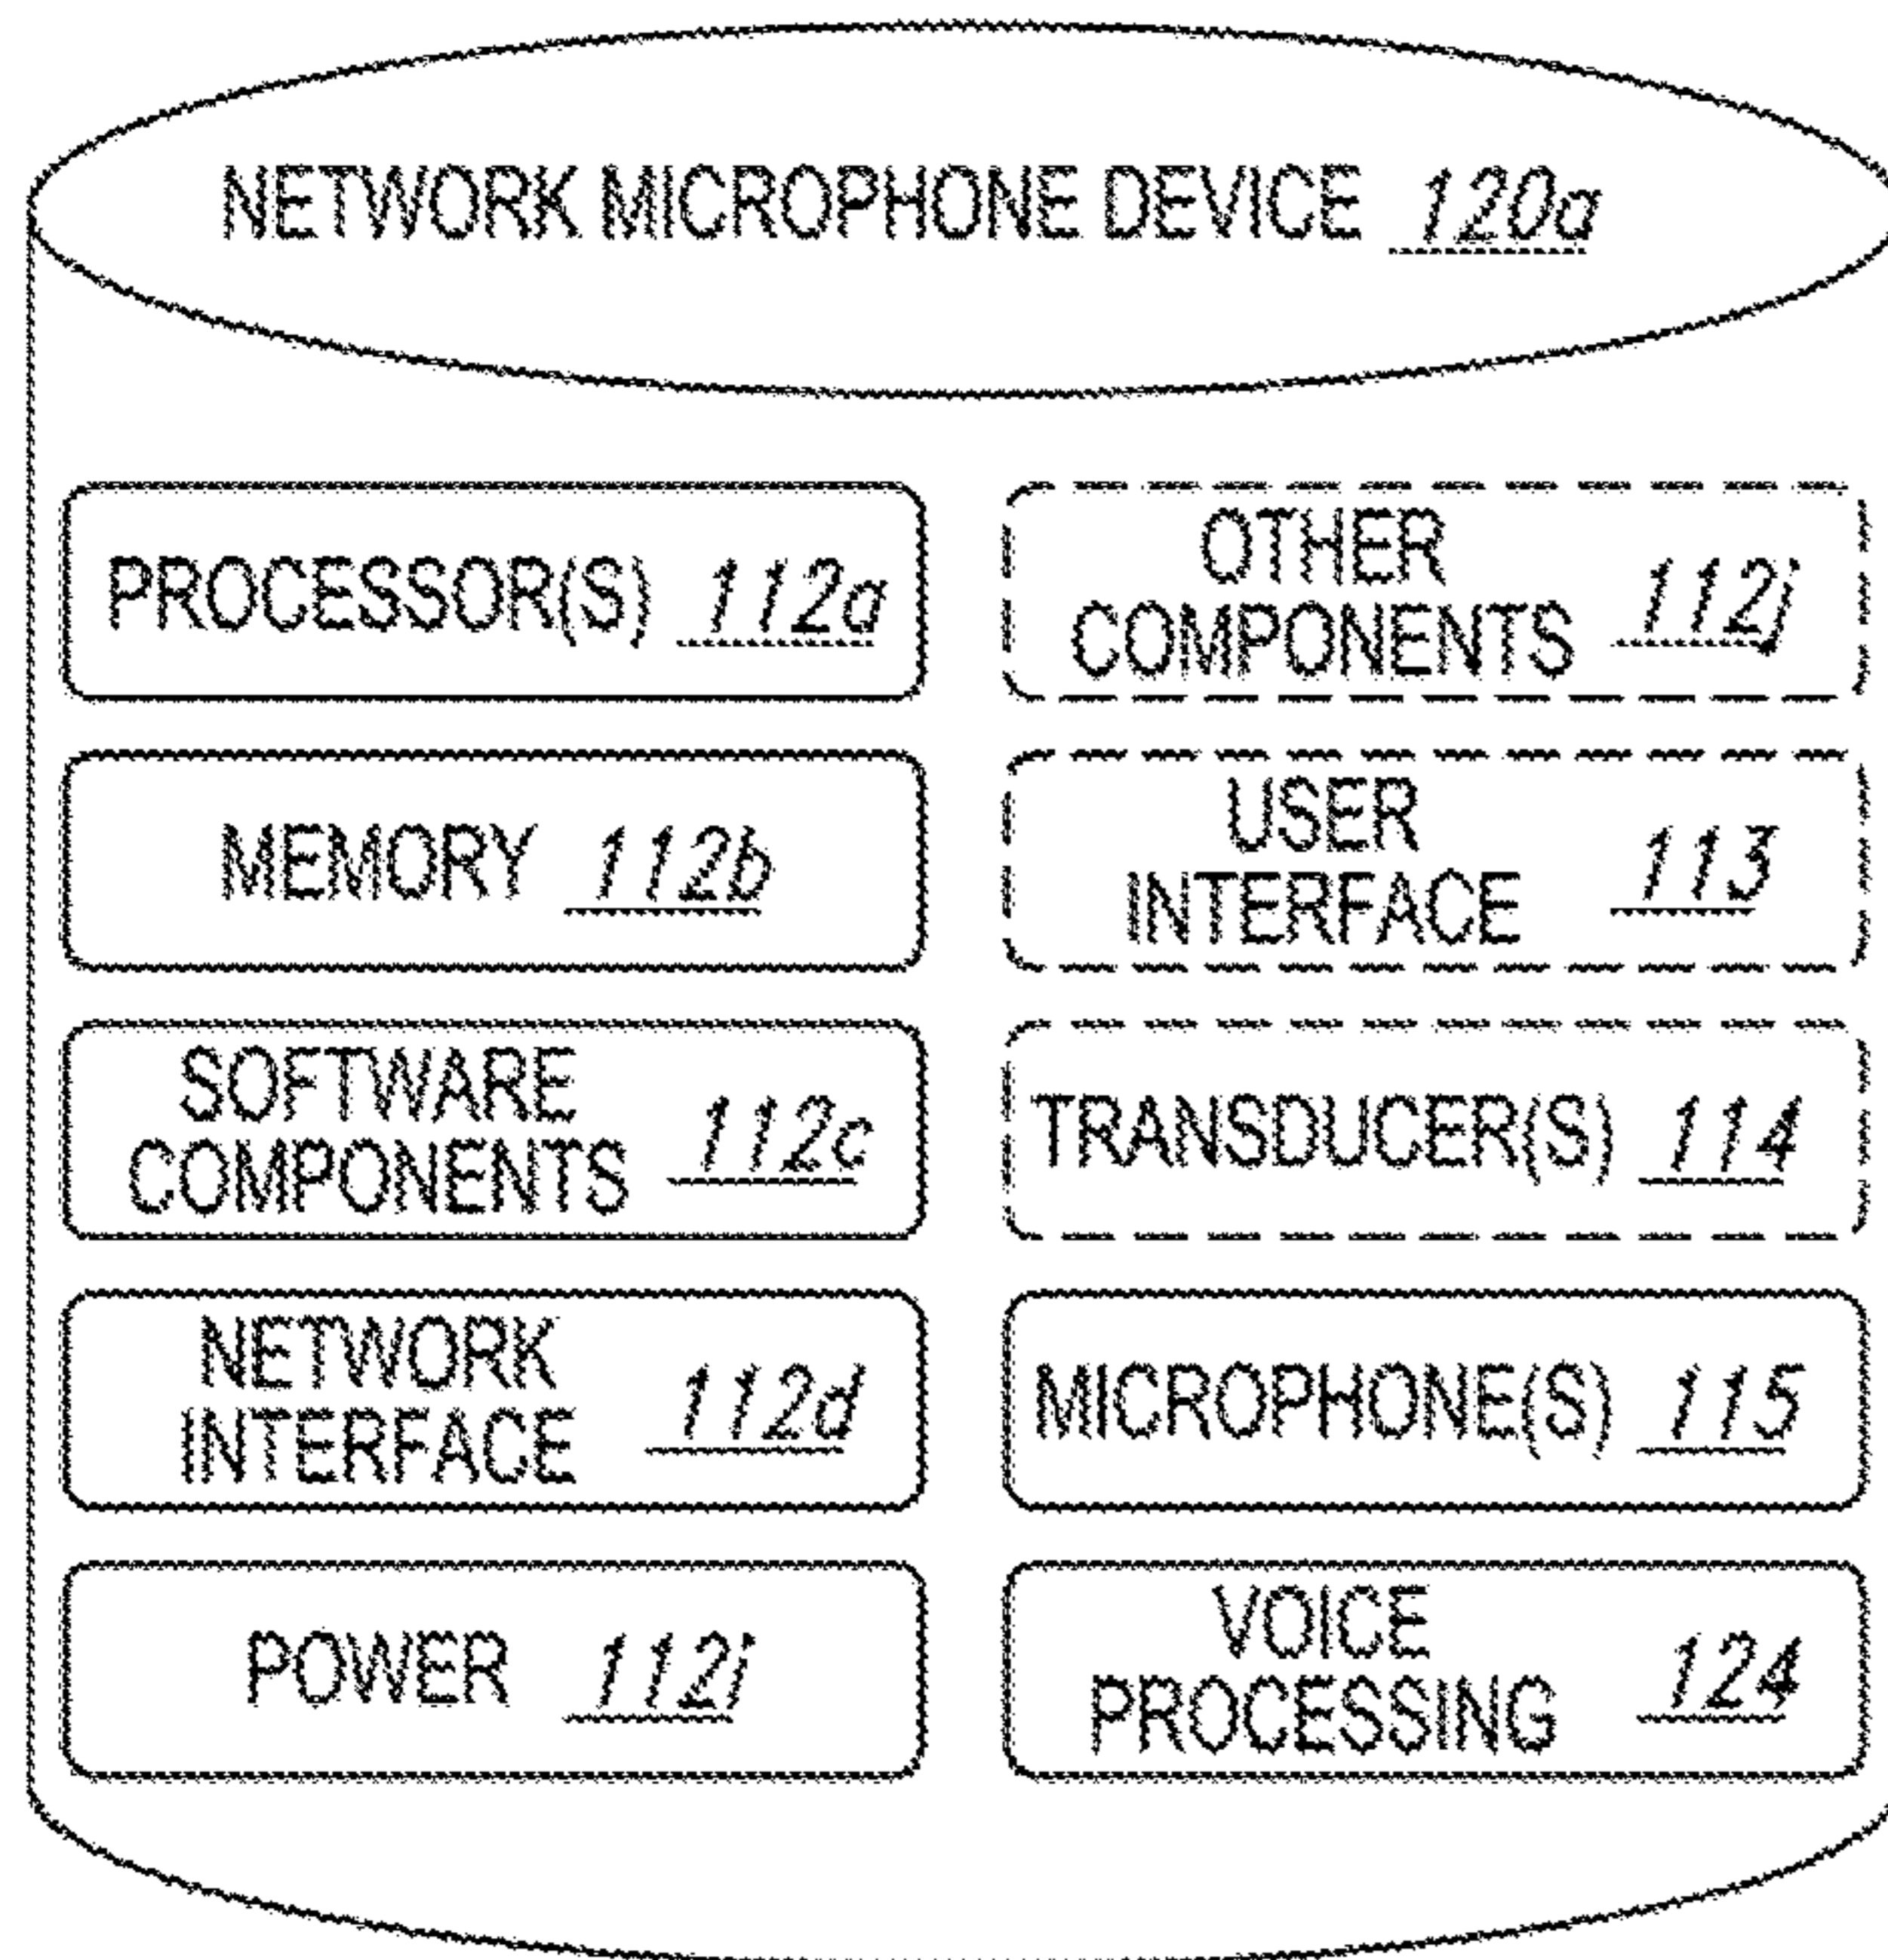 NETWORK MICROPHONE DEVICE 120a
PROCESSOR(S) 112a
MEMORY 112b
SOFTWARE
COMPONENTS 112c
NETWORK
INTERFACE 112d
POWER 112i
OTHER
COMPONENTS 112j
USER
INTERFACE 113
TRANSDUCER(S) 114
MICROPHONE(S) 115
VOICE
PROCESSING 124